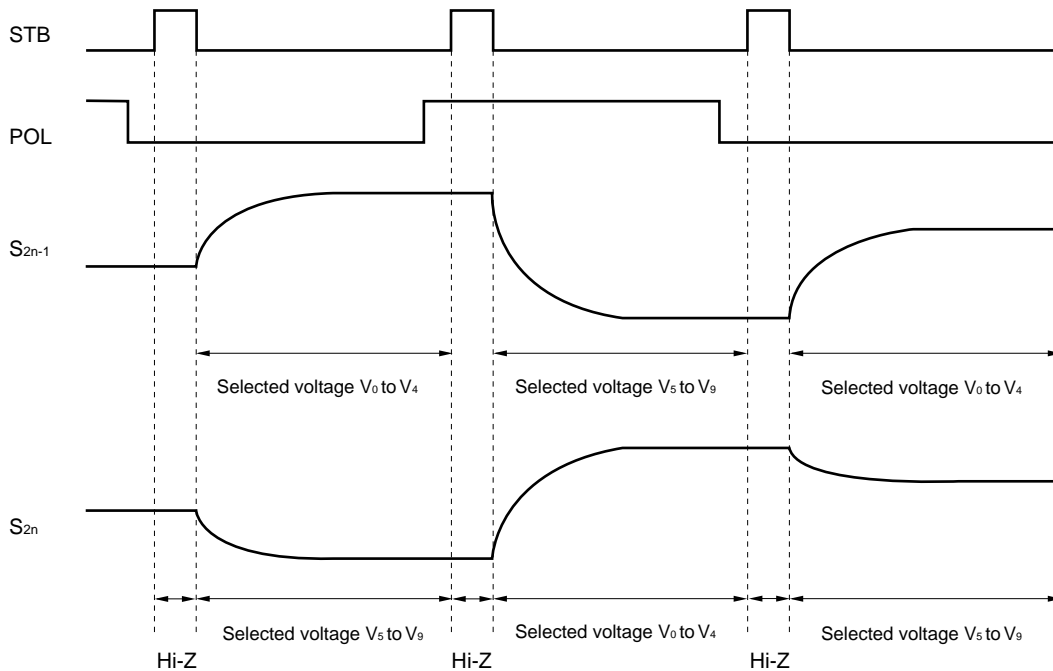 STB
POL
S2n-1
Selected voltage V0 to V4
Selected voltage V5 to V9
Selected voltage V0 to V4
S2n
Selected voltage V5 to V9
Selected voltage V0 to V4
Selected voltage V5 to V9
Hi-Z
Hi-Z
Hi-Z